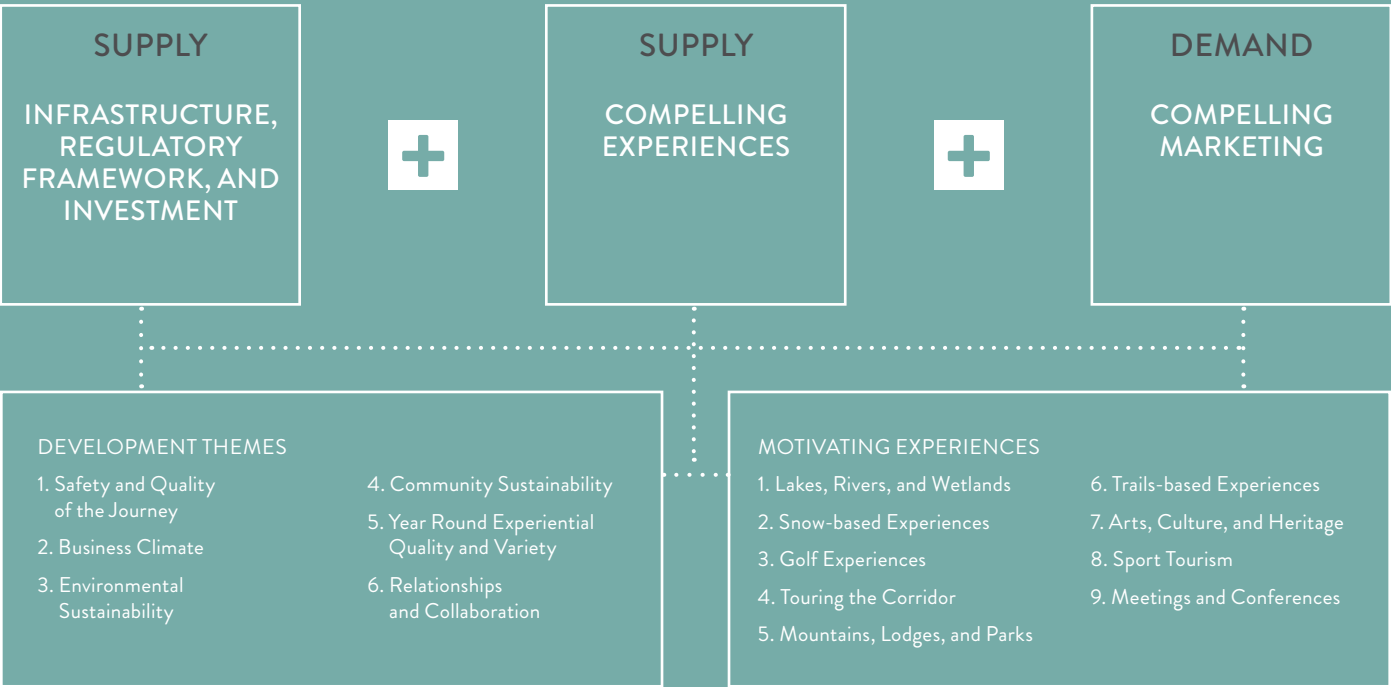 SUPPLY
INFRASTRUCTURE,
REGULATORY
FRAMEWORK, AND
INVESTMENT
SUPPLY
COMPELLING
EXPERIENCES
DEMAND
COMPELLING
MARKETING
DEVELOPMENT THEMES
1. Safety and Quality
of the Journey
2. Business Climate
3. Environmental
Sustainability
4. Community Sustainability
5. Year Round Experiential
Quality and Variety
6. Relationships
and Collaboration
MOTIVATING EXPERIENCES
1. Lakes, Rivers, and Wetlands
2. Snow-based Experiences
3. Golf Experiences
4. Touring the Corridor
5. Mountains, Lodges, and Parks
6. Trails-based Experiences
7. Arts, Culture, and Heritage
8. Sport Tourism
9. Meetings and Conferences